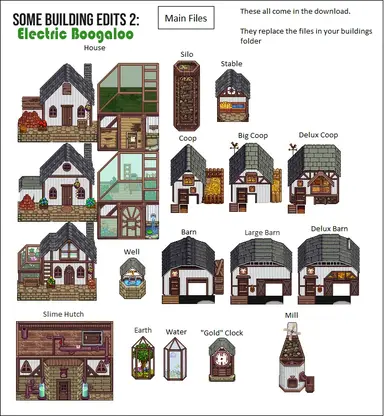 SOME BUILDING EDITS 2:
Electric Boogaloo
Main Files
These all come in the download.
They replace the files in your buildings
folder
House
Silo
Stable
Coop
Big Coop
Delux Coop
Well
Barn
Large Barn
Delux Barn
Slime Hutch
Earth
Water
"Gold" Clock
Mill